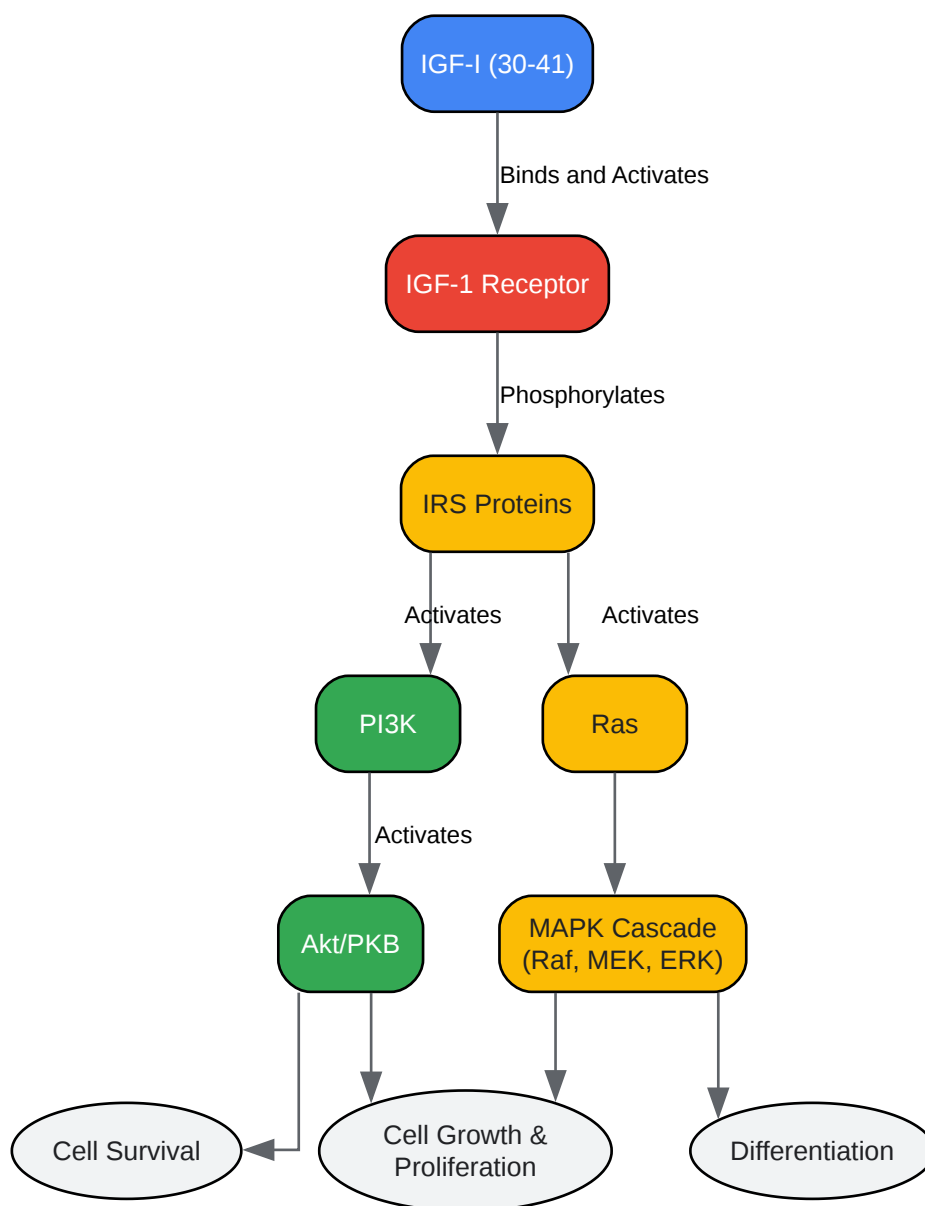 IGF-I (30-41)
Binds and Activates
IGF-1 Receptor
Phosphorylates
IRS Proteins
Activates
Activates
PI3K
Ras
Activates
Akt/PKB
MAPK Cascade
(Raf, MEK, ERK)
Cell Survival
Cell Growth &
Proliferation
Differentiation